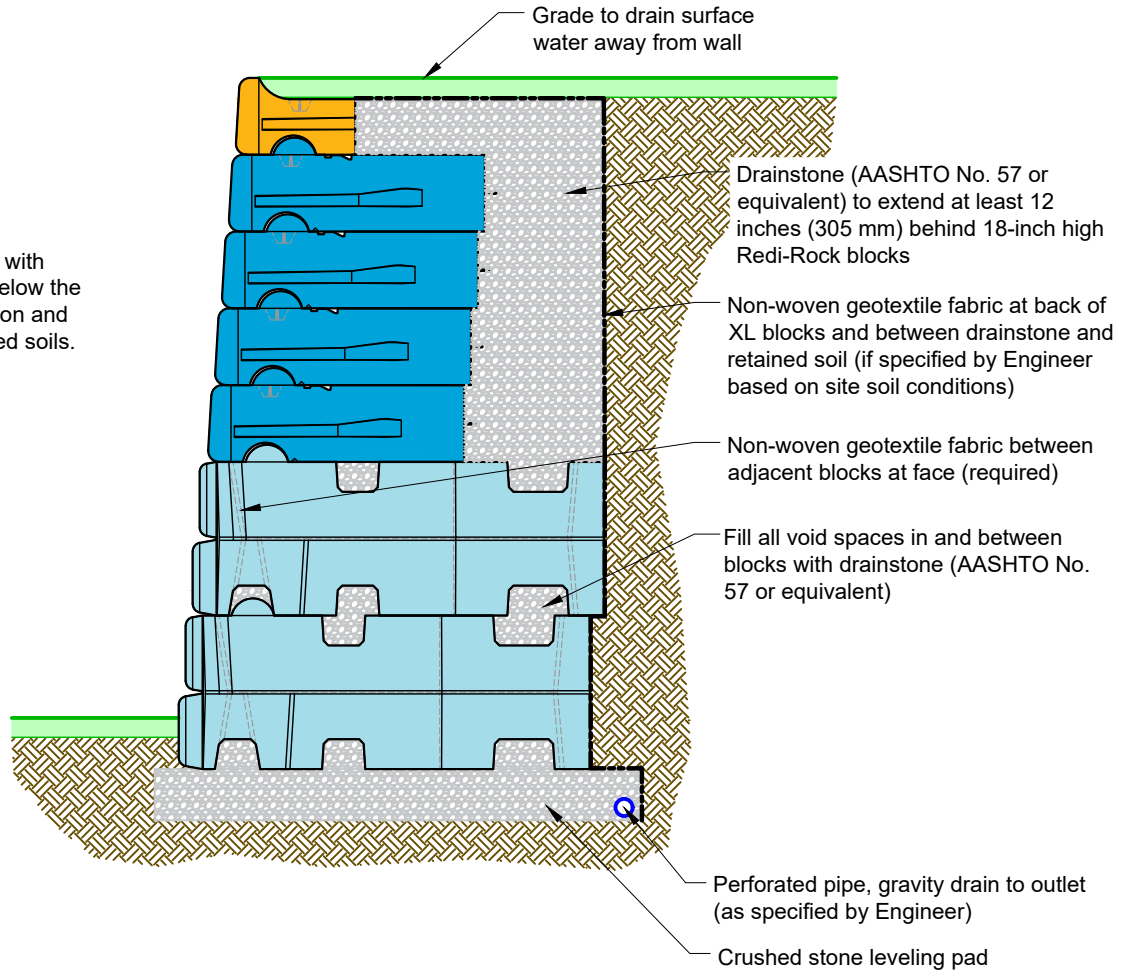 Grade to drain surface
water away from wall
with
elow the
on and
ed soils.
Drainstone (AASHTO No. 57 or
equivalent) to extend at least 12
inches (305 mm) behind 18-inch high
Redi-Rock blocks
Non-woven geotextile fabric at back of
XL blocks and between drainstone and
retained soil (if specified by Engineer
based on site soil conditions)
Non-woven geotextile fabric between
adjacent blocks at face (required)
Fill all void spaces in and between
blocks with drainstone (AASHTO No.
57 or equivalent)
Perforated pipe, gravity drain to outlet
(as specified by Engineer)
Crushed stone leveling pad